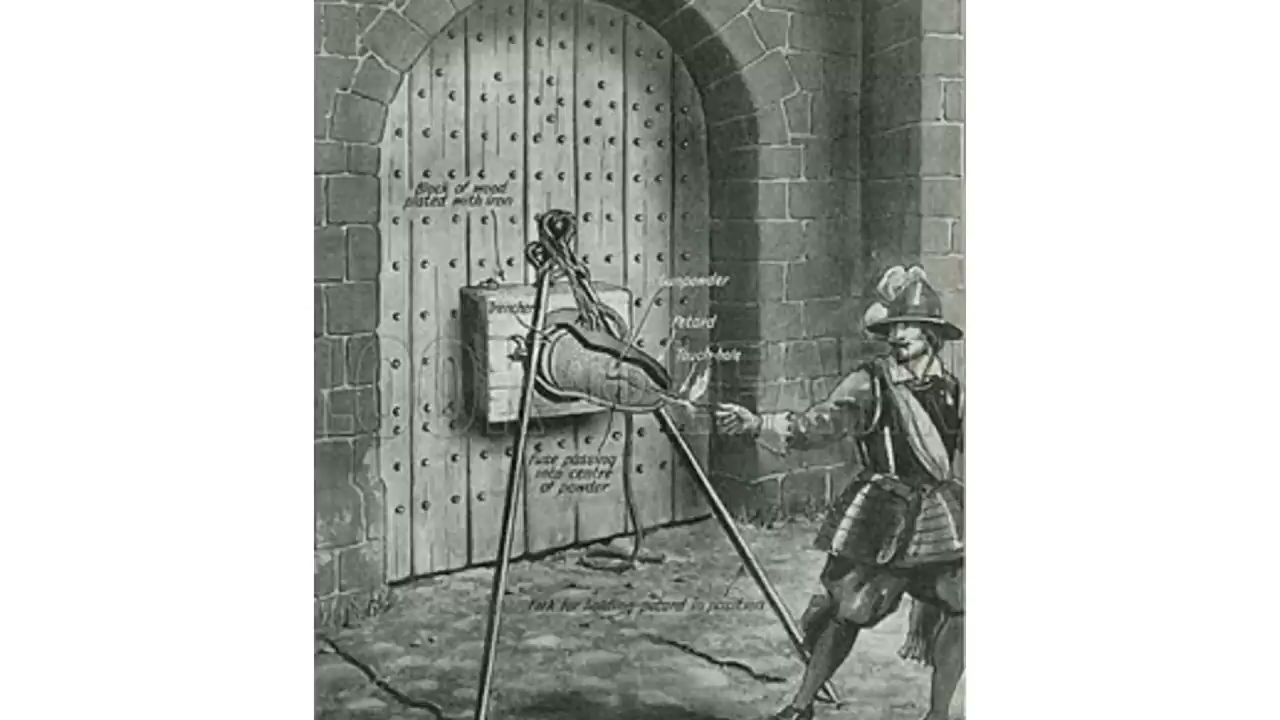 Block of wood
plated with iron
Gunpowder
Trencher
Petard
Touch-hole
Fuse passing
into centre
of powder
Fork for holding petard in position